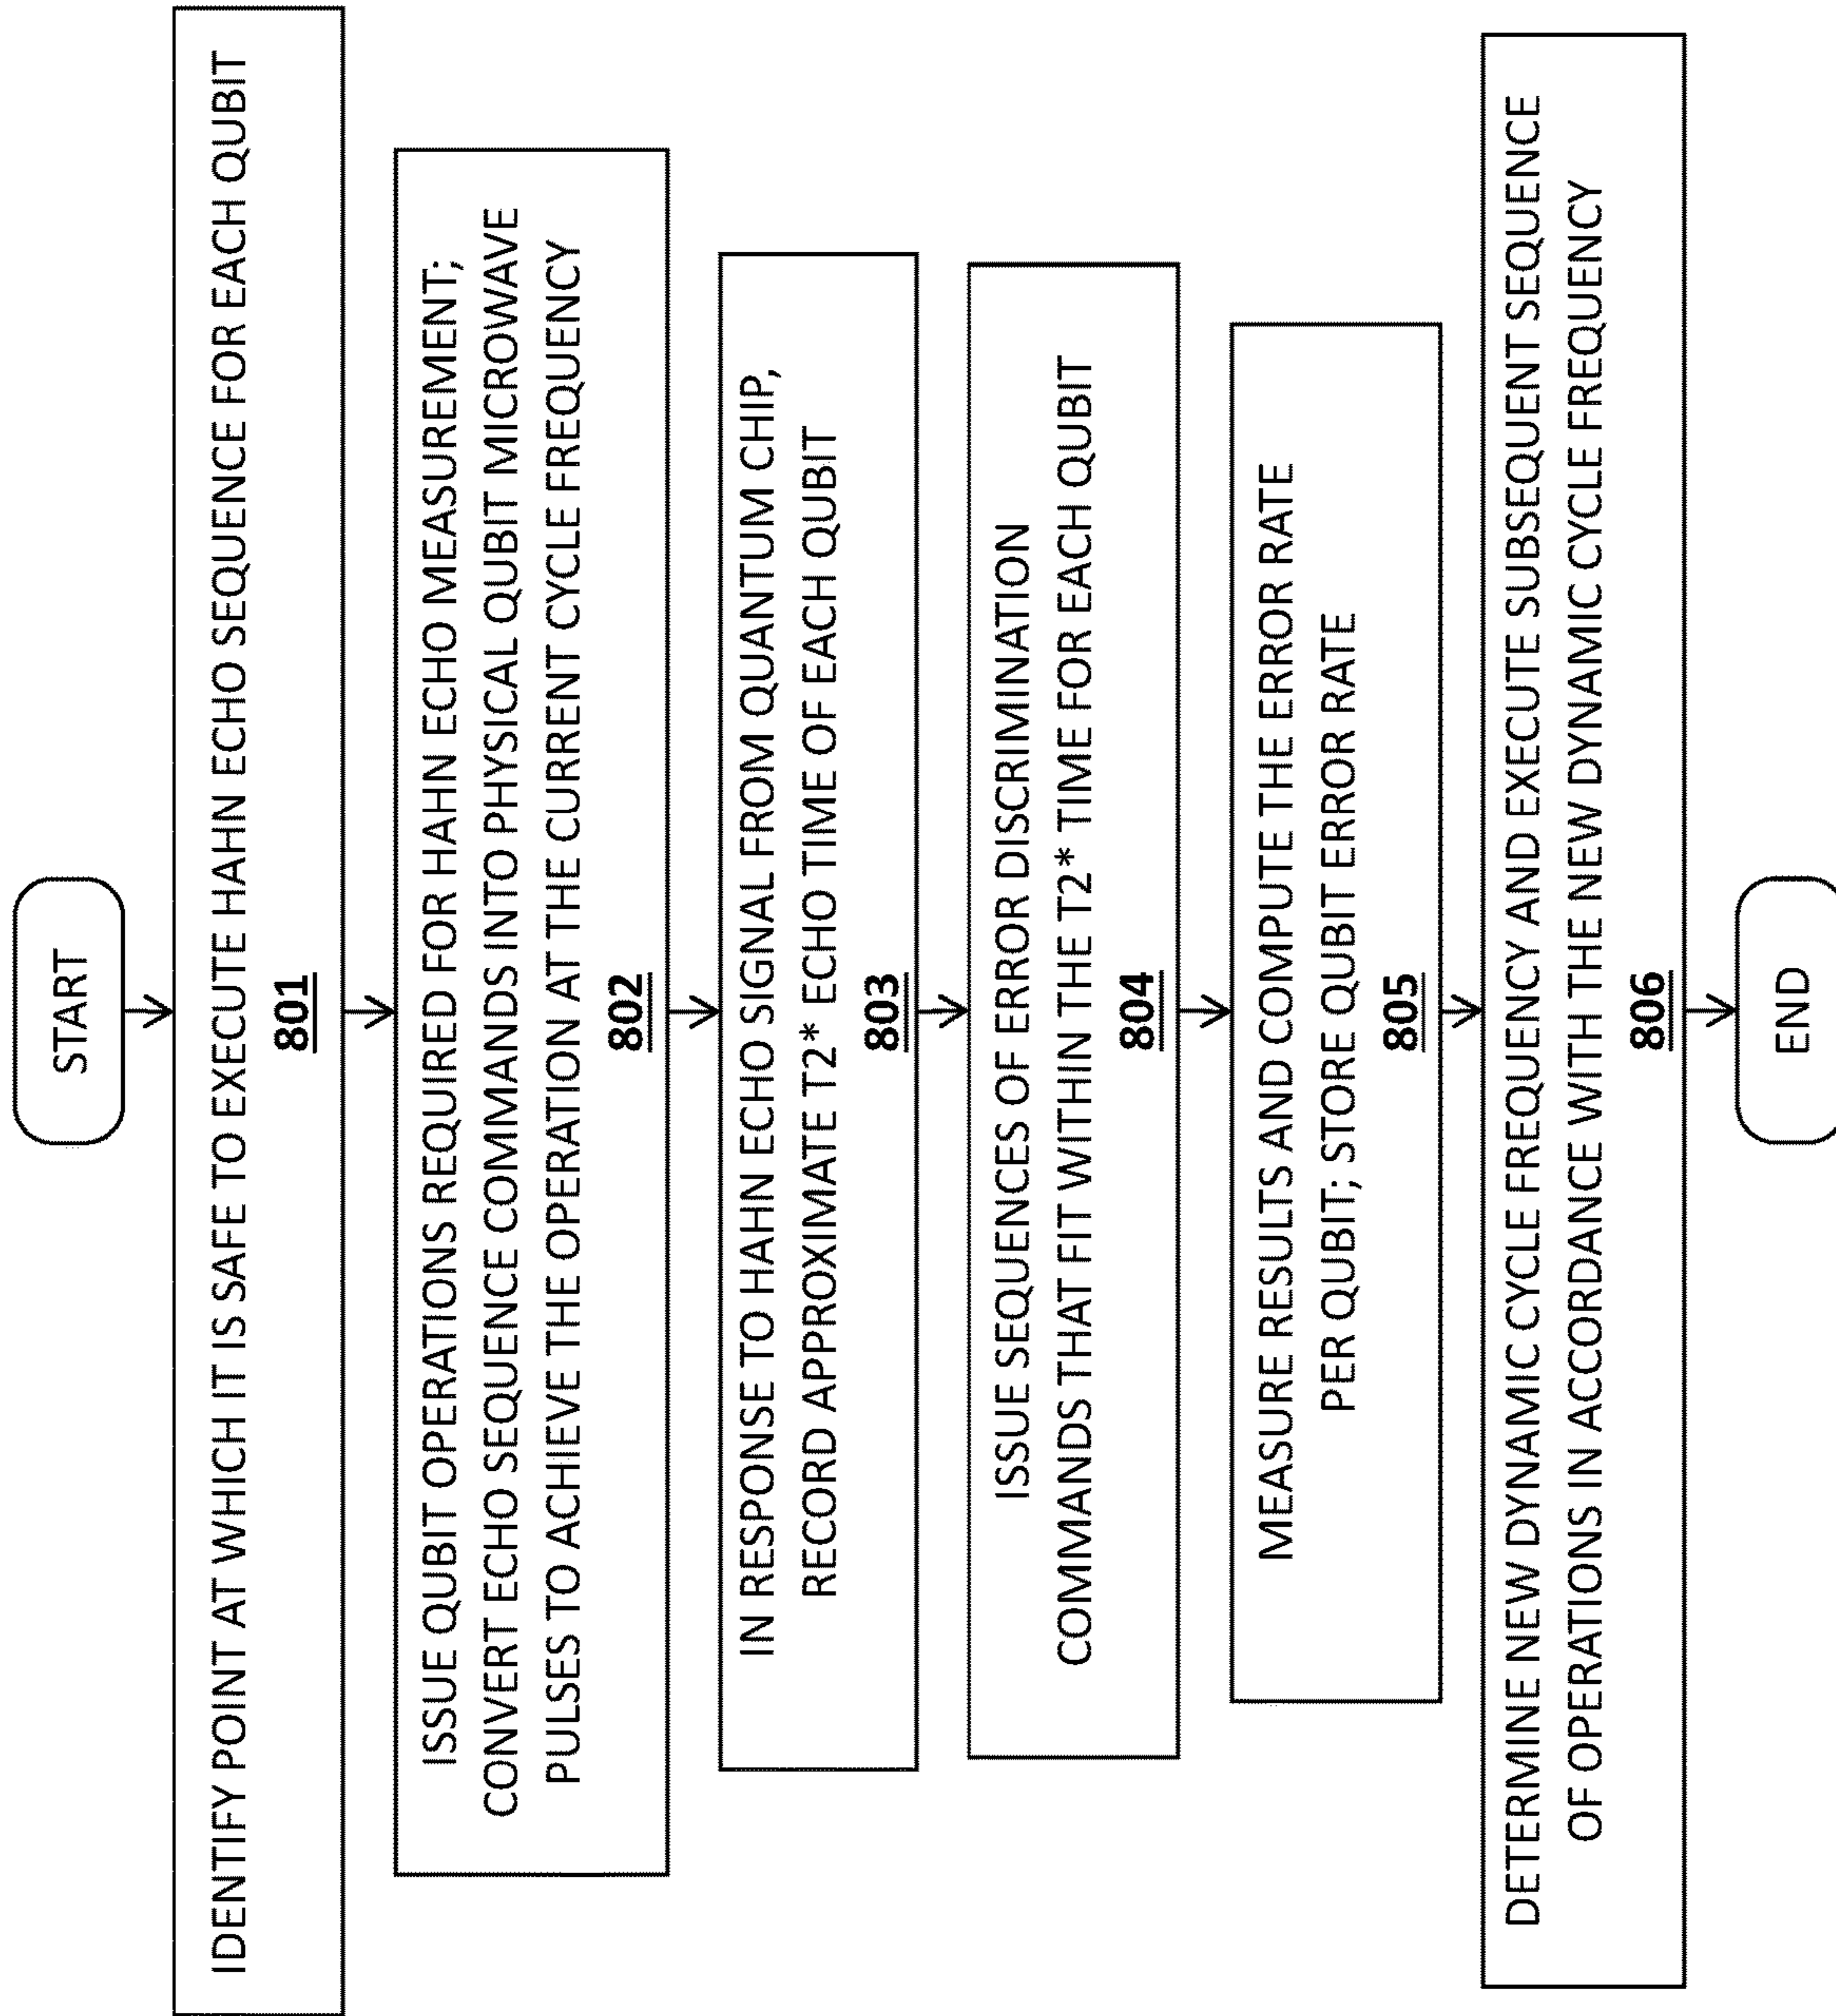 START
IDENTIFY POINT AT WHICH IT IS SAFE TO EXECUTE HAHN ECHO SEQUENCE FOR EACH QUBIT
801
ISSUE QUBIT OPERATIONS REQUIRED FOR HAHN ECHO MEASUREMENT;
CONVERT ECHO SEQUENCE COMMANDS INTO PHYSICAL QUBIT MICROWAVE
PULSES TO ACHIEVE THE OPERATION AT THE CURRENT CYCLE FREQUENCY
802
IN RESPONSE TO HAHN ECHO SIGNAL FROM QUANTUM CHIP,
RECORD APPROXIMATE T2* ECHO TIME OF EACH QUBIT
803
ISSUE SEQUENCES OF ERROR DISCRIMINATION
COMMANDS THAT FIT WITHIN THE T2* TIME FOR EACH QUBIT
804
MEASURE RESULTS AND COMPUTE THE ERROR RATE
PER QUBIT; STORE QUBIT ERROR RATE
805
DETERMINE NEW DYNAMIC CYCLE FREQUENCY AND EXECUTE SUBSEQUENT SEQUENCE
OF OPERATIONS IN ACCORDANCE WITH THE NEW DYNAMIC CYCLE FREQUENCY
806
END